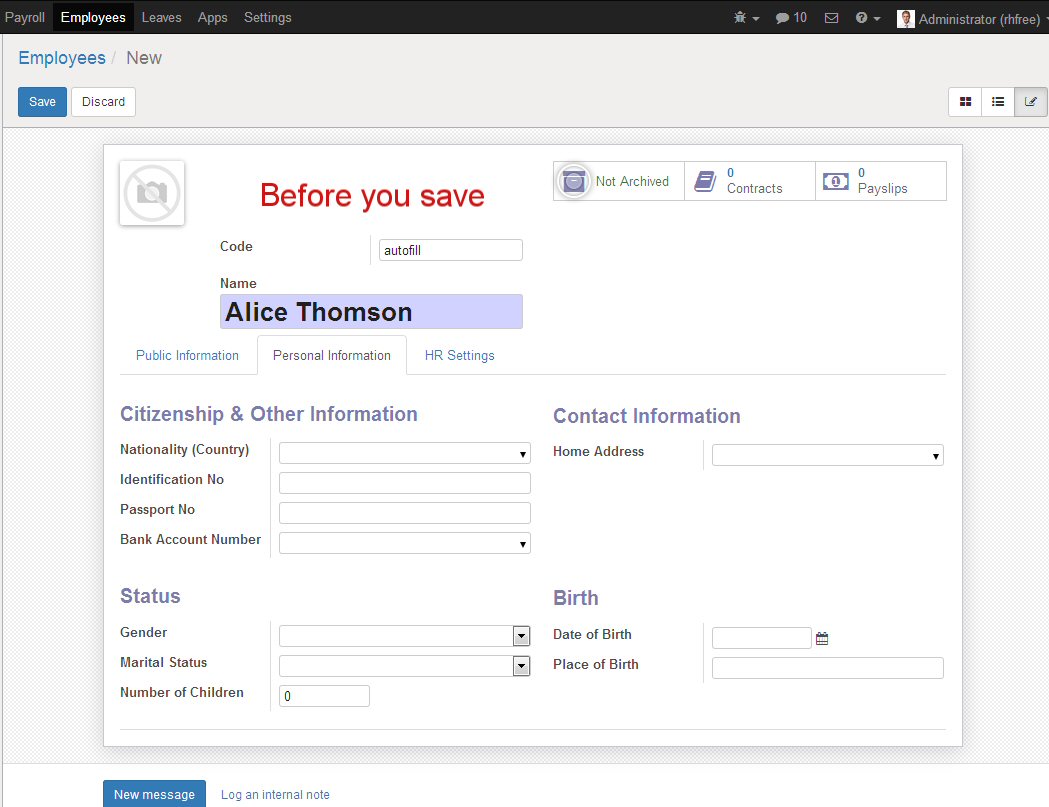 Payroll Employees Leaves Apps Settings 10 Administrator (rhfree)
Employees / New
Save Discard
Before you save
Not Archived
0 Contracts
0 Payslips
Code autofill
Name
Alice Thomson
Public Information Personal Information HR Settings
Citizenship & Other Information
Nationality (Country)
Identification No
Passport No
Bank Account Number
Contact Information
Home Address
Status
Gender
Marital Status
Number of Children 0
Birth
Date of Birth
Place of Birth
New message Log an internal note